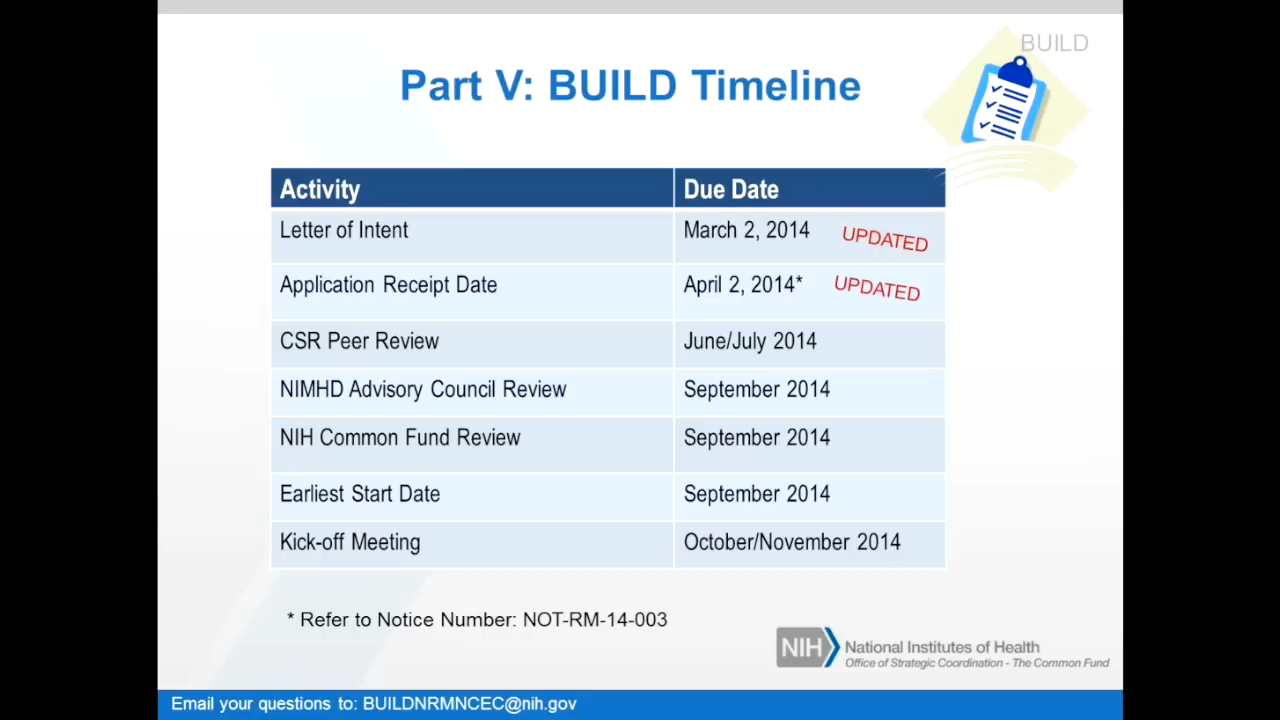 BUILD
Part V: BUILD Timeline
Activity Due Date
Letter of Intent March 2, 2014 UPDATED
Application Receipt Date April 2, 2014* UPDATED
CSR Peer Review June/July 2014
NIMHD Advisory Council Review September 2014
NIH Common Fund Review September 2014
Earliest Start Date September 2014
Kick-off Meeting October/November 2014
* Refer to Notice Number: NOT-RM-14-003
NIH National Institutes of Health
Office of Strategic Coordination - The Common Fund
Email your questions to: BUILDNRMNCEC@nih.gov